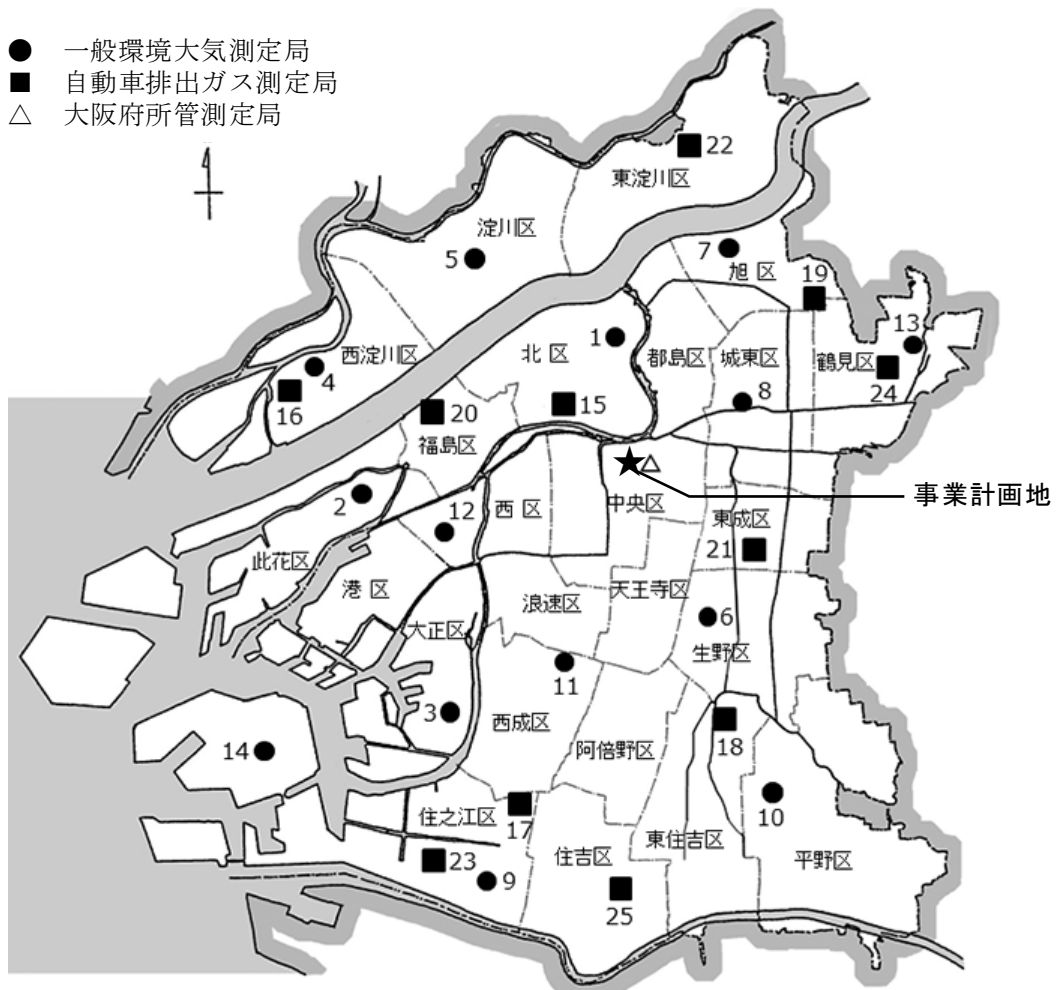 ● 一般環境大気測定局
■ 自動車排出ガス測定局
△ 大阪府所管測定局
22
東淀川区
淀川区
5
7
旭 区
19
13
西淀川区
北 区
1
都島区
城東区
鶴見区
4
16
20
15
8
24
福島区
事業計画地
2
12
西 区
中央区
東成区
21
此花区
港 区
浪速区
天王寺区
大正区
6
生野区
11
3
西成区
18
14
阿倍野区
住之江区
17
10
東住吉区
住吉区
平野区
23
9
25